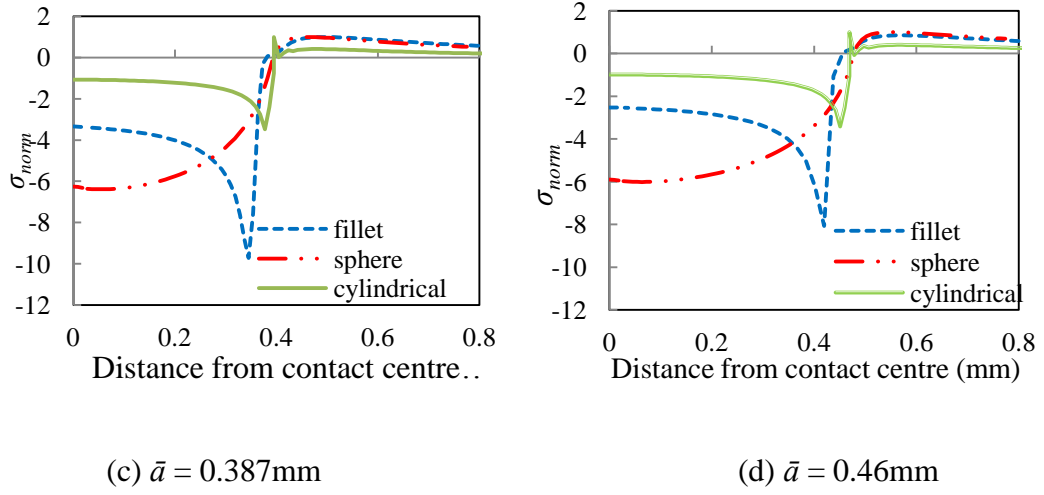 2
0
-2
-4
-6
-8
-10
-12
σnorm
fillet
sphere
cylindrical
0 0.2 0.4 0.6 0.8
Distance from contact centre..
(c) ā = 0.387mm
2
0
-2
-4
-6
-8
-10
-12
σnorm
fillet
sphere
cylindrical
0 0.2 0.4 0.6 0.8
Distance from contact centre (mm)
(d) ā = 0.46mm